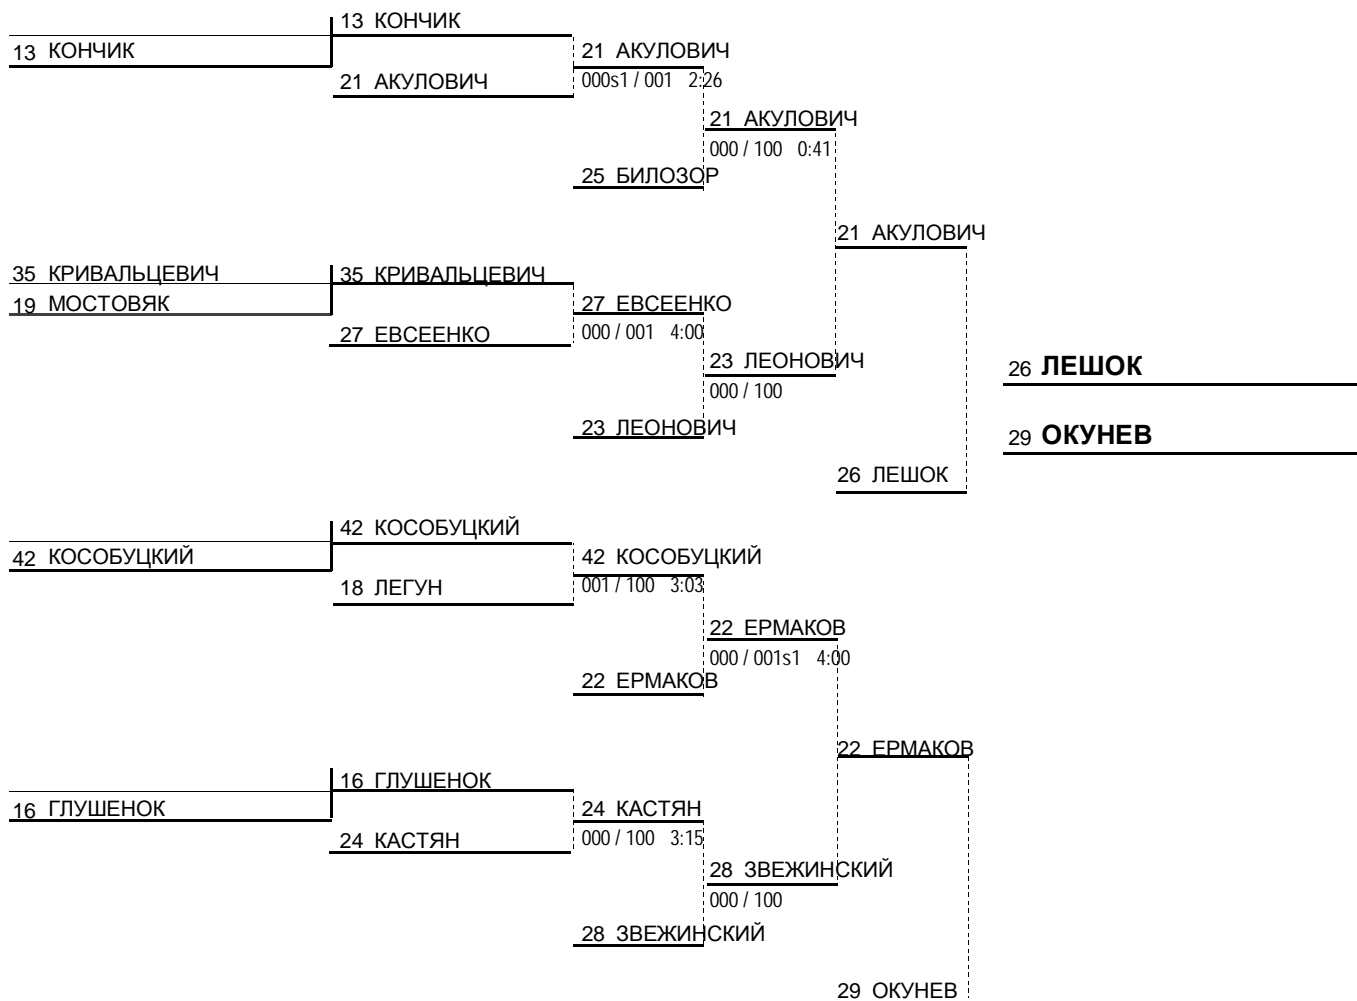 13 КОНЧИК
13 КОНЧИК
21 АКУЛОВИЧ
21 АКУЛОВИЧ
000s1 / 001 2:26
21 АКУЛОВИЧ
000 / 100 0:41
25 БИЛОЗОР
21 АКУЛОВИЧ
35 КРИВАЛЬЦЕВИЧ
35 КРИВАЛЬЦЕВИЧ
19 МОСТОВЯК
27 ЕВСЕЕНКО
27 ЕВСЕЕНКО
000 / 001 4:00
23 ЛЕОНОВИЧ
000 / 100
26 ЛЕШОК
23 ЛЕОНОВИЧ
29 ОКУНЕВ
26 ЛЕШОК
42 КОСОБУЦКИЙ
42 КОСОБУЦКИЙ
42 КОСОБУЦКИЙ
18 ЛЕГУН
001 / 100 3:03
22 ЕРМАКОВ
000 / 001s1 4:00
22 ЕРМАКОВ
22 ЕРМАКОВ
16 ГЛУШЕНОК
16 ГЛУШЕНОК
24 КАСТЯН
24 КАСТЯН
000 / 100 3:15
28 ЗВЕЖИНСКИЙ
000 / 100
28 ЗВЕЖИНСКИЙ
29 ОКУНЕВ